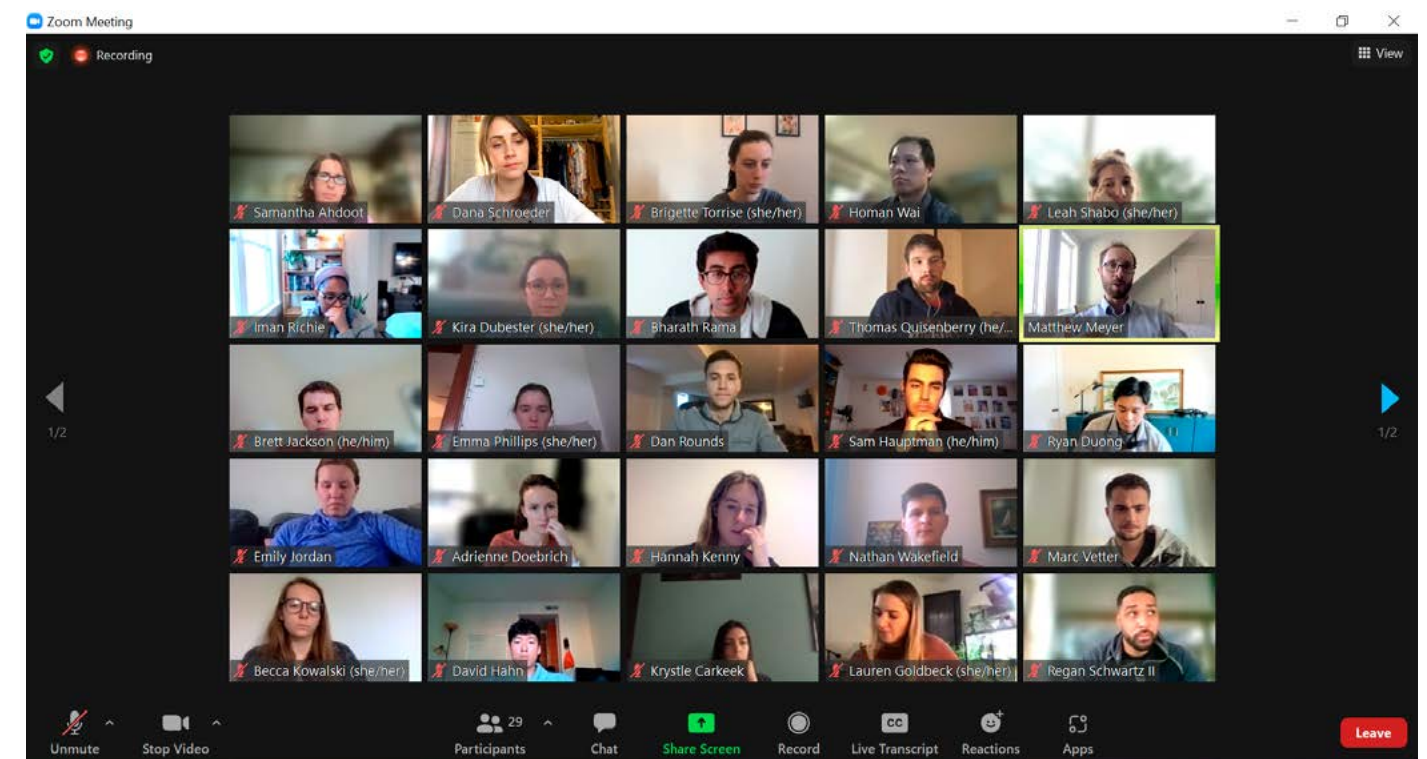 Zoom Meeting
Recording
View
Samantha Ahdoot
Dana Schroeder
Brigette Torrise (she/her)
Homan Wai
Leah Shabo (she/her)
Iman Richie
Kira Dubester (she/her)
Bharath Rama
Thomas Quisenberry (he/...
Matthew Meyer
1/2
Brett Jackson (he/him)
Emma Phillips (she/her)
Dan Rounds
Sam Hauptman (he/him)
Ryan Duong
1/2
Emily Jordan
Adrienne Doebrich
Hannah Kenny
Nathan Wakefield
Marc Vetter
Becca Kowalski (she/her)
David Hahn
Krystle Carkeek
Lauren Goldbeck (she/her)
Regan Schwartz II
29
CC
Unmute
Stop Video
Participants
Chat
Share Screen
Record
Live Transcript
Reactions
Apps
Leave